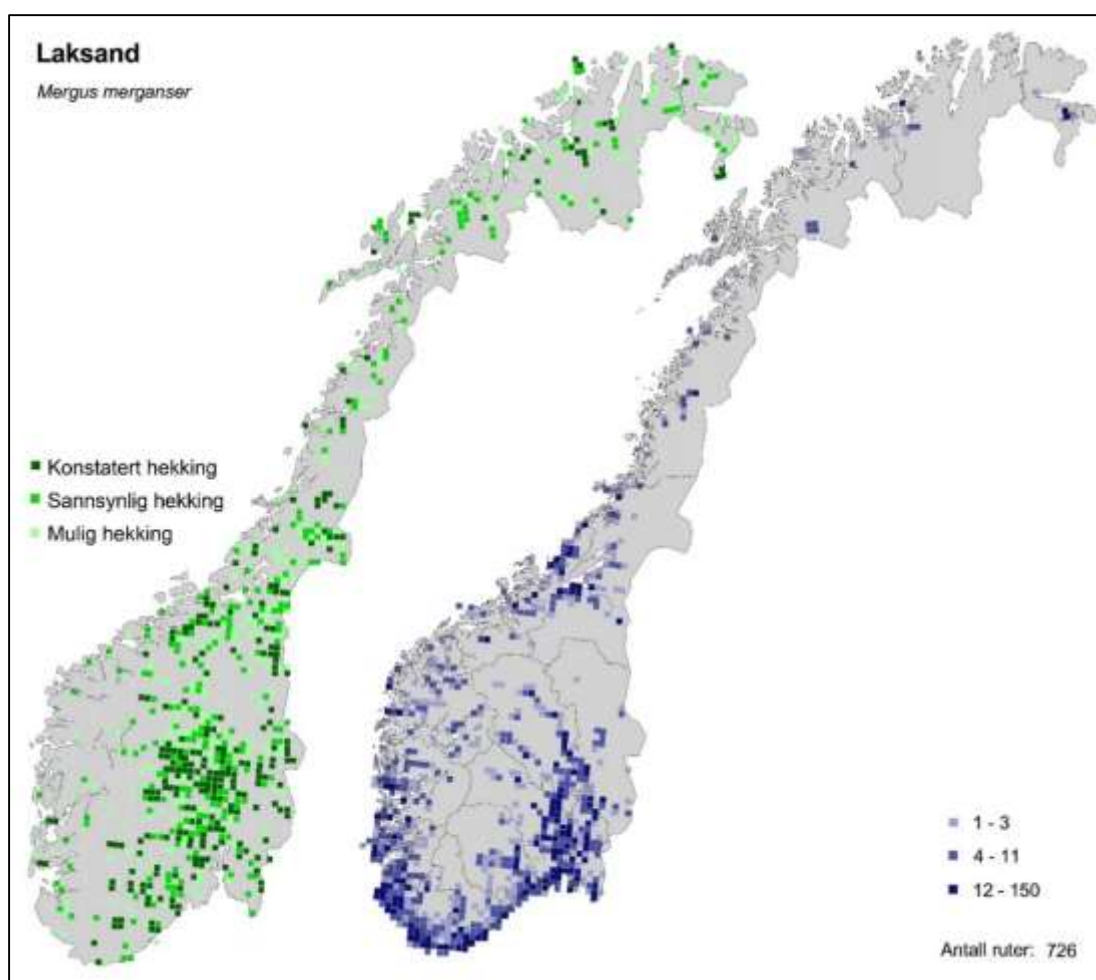 Laksand
Mergus merganser
Konstatert hekking
Sannsynlig hekking
Mulig hekking
1 - 3
4 - 11
12 - 150
Antall ruter: 726